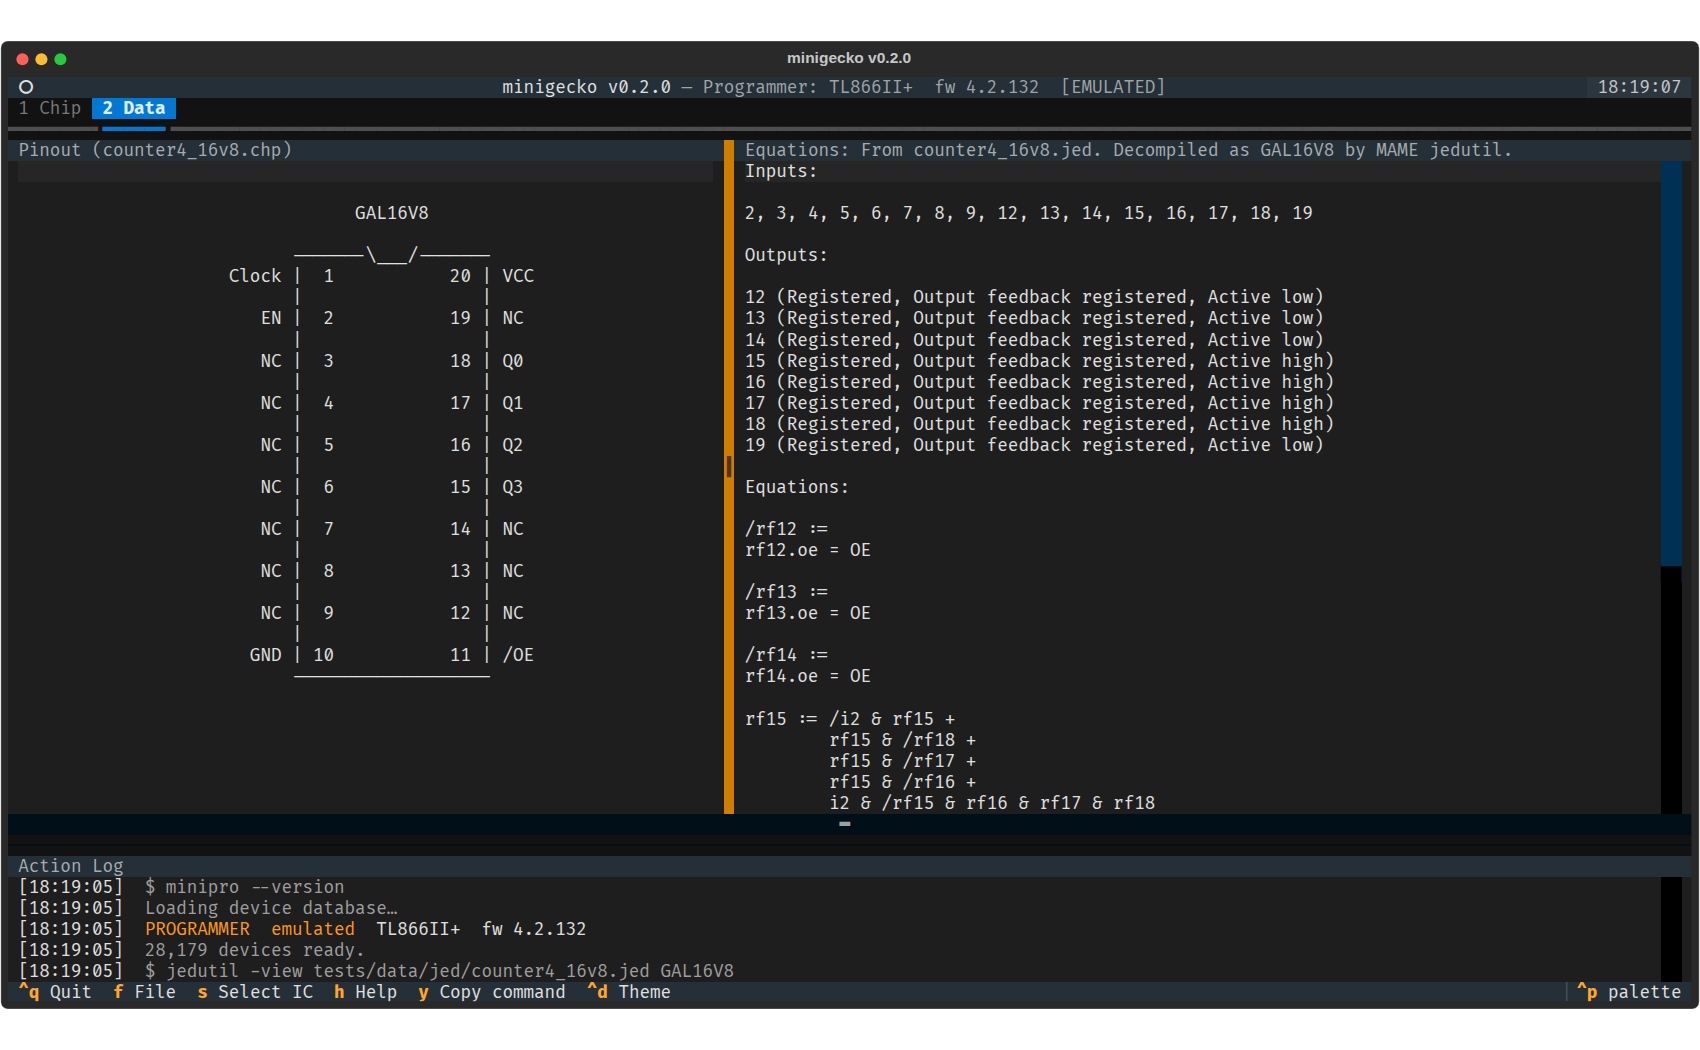 minigecko v0.2.0
minigecko v0.2.0 — Programmer: TL866II+  fw 4.2.132  [EMULATED]  18:19:07
1 Chip  2 Data
Pinout (counter4_16v8.chp)
GAL16V8
\___/
Clock | 1  20 | VCC
EN | 2  19 | NC
NC | 3  18 | Q0
NC | 4  17 | Q1
NC | 5  16 | Q2
NC | 6  15 | Q3
NC | 7  14 | NC
NC | 8  13 | NC
NC | 9  12 | NC
GND | 10  11 | /OE
Equations: From counter4_16v8.jed. Decompiled as GAL16V8 by MAME jedutil.
Inputs:
2, 3, 4, 5, 6, 7, 8, 9, 12, 13, 14, 15, 16, 17, 18, 19
Outputs:
12 (Registered, Output feedback registered, Active low)
13 (Registered, Output feedback registered, Active low)
14 (Registered, Output feedback registered, Active low)
15 (Registered, Output feedback registered, Active high)
16 (Registered, Output feedback registered, Active high)
17 (Registered, Output feedback registered, Active high)
18 (Registered, Output feedback registered, Active high)
19 (Registered, Output feedback registered, Active low)
Equations:
/rf12 :=
rf12.oe = OE
/rf13 :=
rf13.oe = OE
/rf14 :=
rf14.oe = OE
rf15 := /i2 & rf15 +
rf15 & /rf18 +
rf15 & /rf17 +
rf15 & /rf16 +
i2 & /rf15 & rf16 & rf17 & rf18
Action Log
[18:19:05]  $ minipro --version
[18:19:05]  Loading device database…
[18:19:05]  PROGRAMMER  emulated  TL866II+  fw 4.2.132
[18:19:05]  28,179 devices ready.
[18:19:05]  $ jedutil -view tests/data/jed/counter4_16v8.jed GAL16V8
^q Quit  f File  s Select IC  h Help  y Copy command  ^d Theme  ^p palette